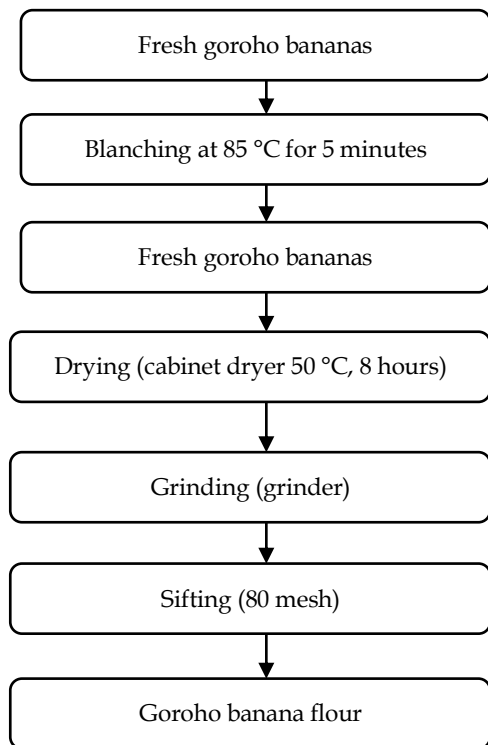 Fresh goroho bananas
Blanching at 85 °C for 5 minutes
Fresh goroho bananas
Drying (cabinet dryer 50 °C, 8 hours)
Grinding (grinder)
Sifting (80 mesh)
Goroho banana flour